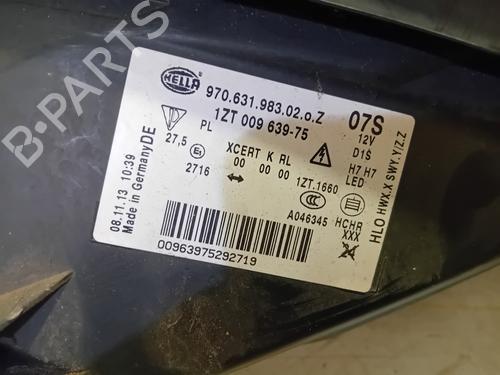 B-PARTS
HELLA
970.631.983.02.o.Z
07S
1ZT 009 639-75
12V
D1S
PL
27,5
XCERT K RL
H7 H7
LED
E1
2716
00 00 00
1ZT.1660
A046345
HCHR
XXX
08.11.13 10:39
Made in Germany DE
HLO HWX.X SWY.Y/Z.Z
00963975292719